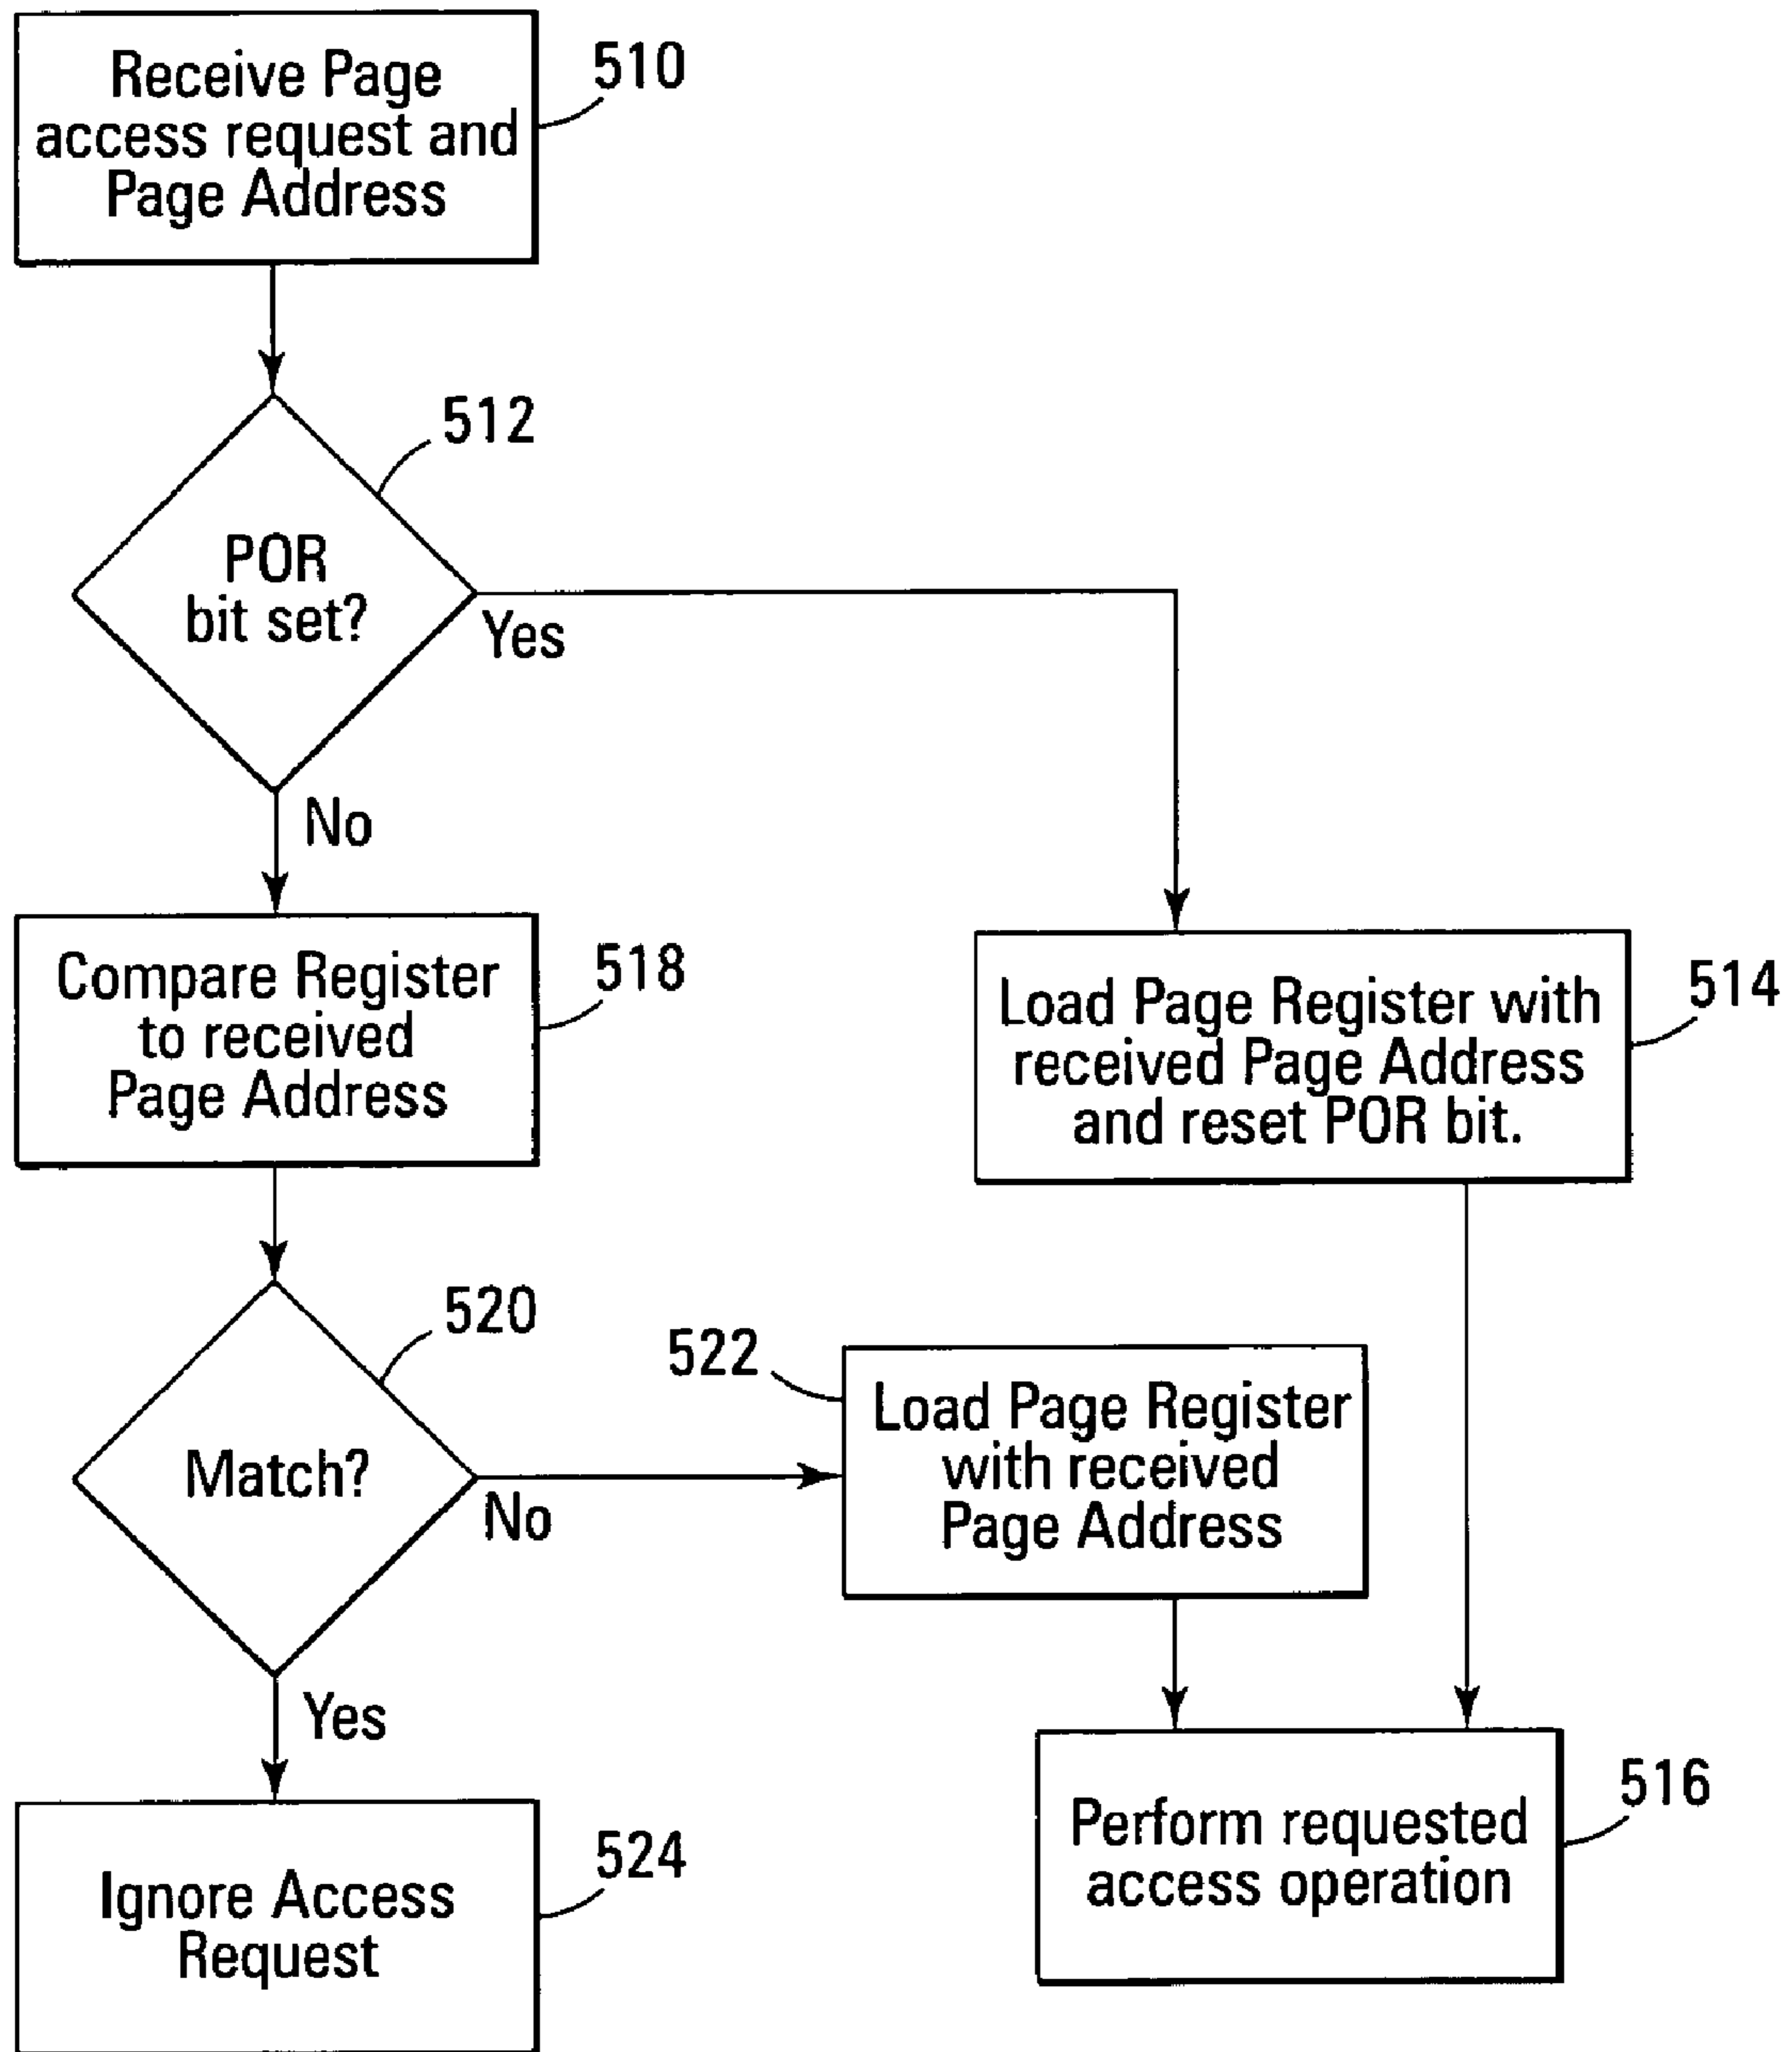 Receive Page
access request and
Page Address
510
512
POR
bit set?
Yes
No
Compare Register
to received
Page Address
518
Load Page Register with
received Page Address
and reset POR bit.
514
520
Match?
No
522
Load Page Register
with received
Page Address
Yes
Ignore Access
Request
524
Perform requested
access operation
516